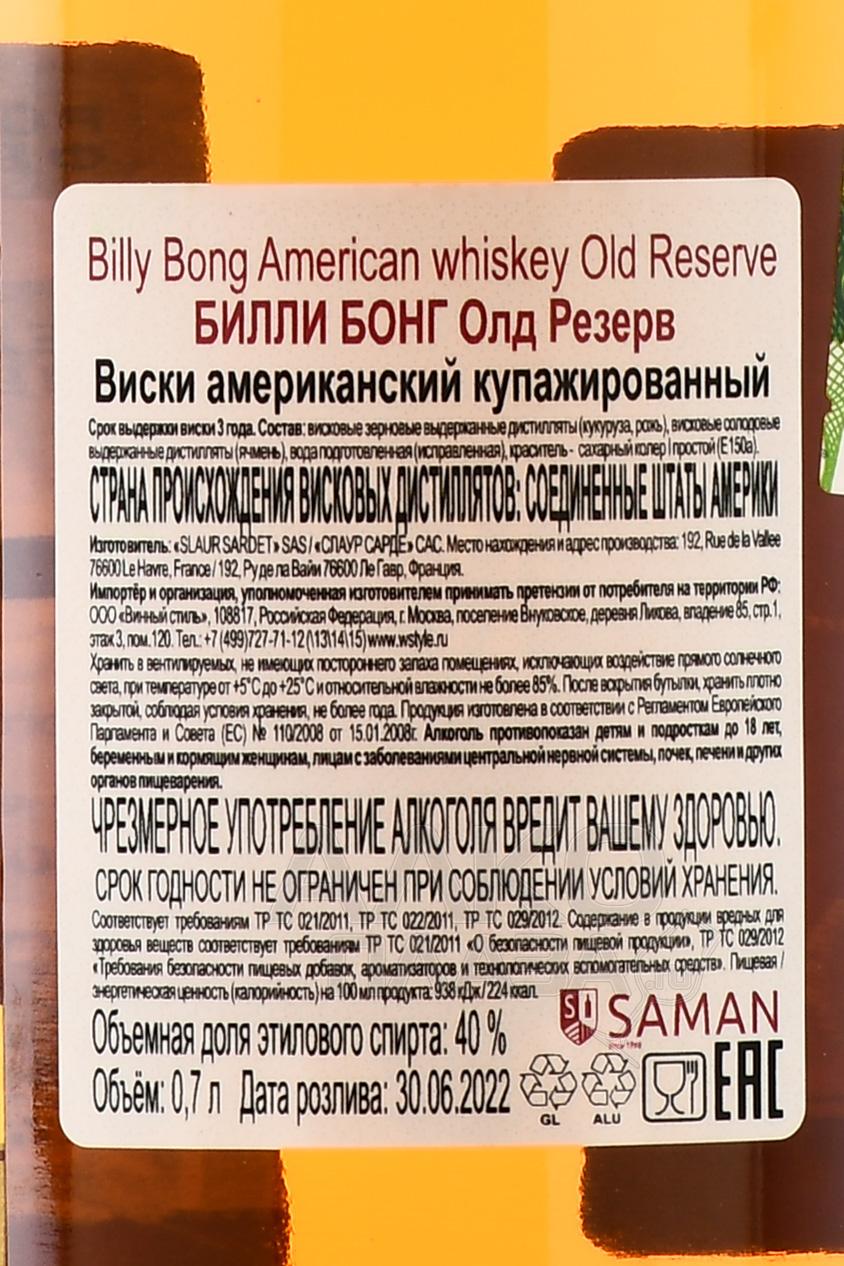 Billy Bong American whiskey Old Reserve
БИЛЛИ БОНГ Олд Резерв
Виски американский купажированный
Срок выдержки виски 3 года. Состав: висковые зерновые выдержанные дистилляты (кукуруза, рожь), висковые солодовые
выдержанные дистилляты (ячмень), вода подготовленная (исправленная), краситель - сахарный колер I простой (Е150а).
СТРАНА ПРОИСХОЖДЕНИЯ ВИСКОВЫХ ДИСТИЛЛЯТОВ: СОЕДИНЕННЫЕ ШТАТЫ АМЕРИКИ
Изготовитель: «SLAUR SARDET» SAS / «СЛАУР САРДЕ» САС. Место нахождения и адрес производства: 192, Rue de la Vallee
76600 Le Havre, France / 192, Ру де ла Вайи 76600 Ле Гавр, Франция.
Импортёр и организация, уполномоченная изготовителем принимать претензии от потребителя на территории РФ:
ООО «Винный стиль», 108817, Российская Федерация, г. Москва, поселение Внуковское, деревня Ликова, владение 85, стр.1,
этаж 3, пом.120. Тел.: +7 (499)727-71-12 (\13\14\15) www.wstyle.ru
Хранить в вентилируемых, не имеющих постороннего запаха помещениях, исключающих воздействие прямого солнечного
света, при температуре от +5°С до +25°С и относительной влажности не более 85%. После вскрытия бутылки, хранить плотно
закрытой, соблюдая условия хранения, не более года. Продукция изготовлена в соответствии с Регламентом Европейского
Парламента и Совета (ЕС) № 110/2008 от 15.01.2008г. Алкоголь противопоказан детям и подросткам до 18 лет,
беременным и кормящим женщинам, лицам с заболеваниями центральной нервной системы, почек, печени и других
органов пищеварения.
ЧРЕЗМЕРНОЕ УПОТРЕБЛЕНИЕ АЛКОГОЛЯ ВРЕДИТ ВАШЕМУ ЗДОРОВЬЮ.
СРОК ГОДНОСТИ НЕ ОГРАНИЧЕН ПРИ СОБЛЮДЕНИИ УСЛОВИЙ ХРАНЕНИЯ.
Соответствует требованиям ТР ТС 021/2011, ТР ТС 022/2011, ТР ТС 029/2012. Содержание в продукции вредных для
здоровья веществ соответствует требованиям ТР ТС 021/2011 «О безопасности пищевой продукции», ТР ТС 029/2012
«Требования безопасности пищевых добавок, ароматизаторов и технологических вспомогательных средств». Пищевая /
энергетическая ценность (калорийность) на 100 мл продукта: 938 кДж / 224 ккал.
SAMAN
since 1998
Объемная доля этилового спирта: 40 %
Объём: 0,7 л Дата розлива: 30.06.2022
GL ALU EAC